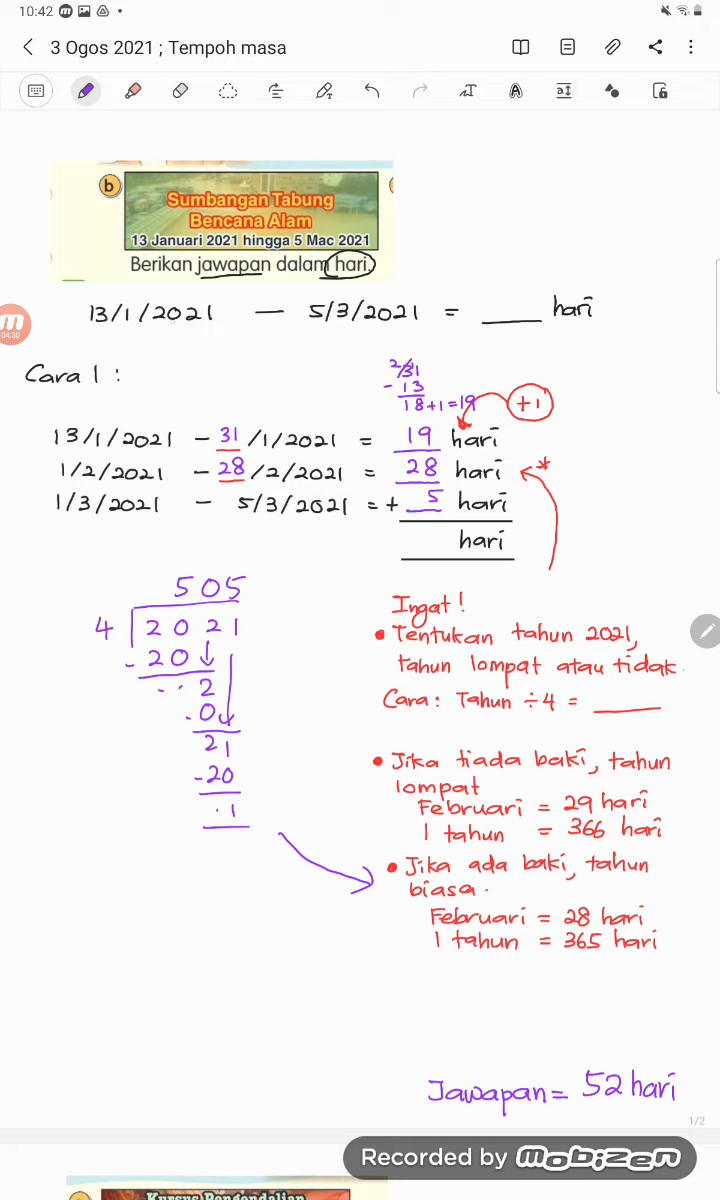 10:42
3 Ogos 2021 ; Tempoh masa
b
Sumbangan Tabung
Bencana Alam
13 Januari 2021 hingga 5 Mac 2021
Berikan jawapan dalam hari.
13/1/2021 — 5/3/2021 = ____ hari
04:30
Cara 1 :
2/31
- 13
18+1=19
+1
13/1/2021 - 31/1/2021 = 19 hari
1/2/2021 - 28/2/2021 = 28 hari *
1/3/2021 - 5/3/2021 = + 5 hari
hari
505
4 2021
- 20
2
0
21
-20
1
Ingat!
• Tentukan tahun 2021,
tahun lompat atau tidak.
Cara: Tahun ÷ 4 = ____
• Jika tiada baki, tahun
lompat
Februari = 29 hari
1 tahun = 366 hari
• Jika ada baki, tahun
biasa.
Februari = 28 hari
1 tahun = 365 hari
Jawapan = 52 hari
1/2
Recorded by mobizen
Kursus Pengendalian